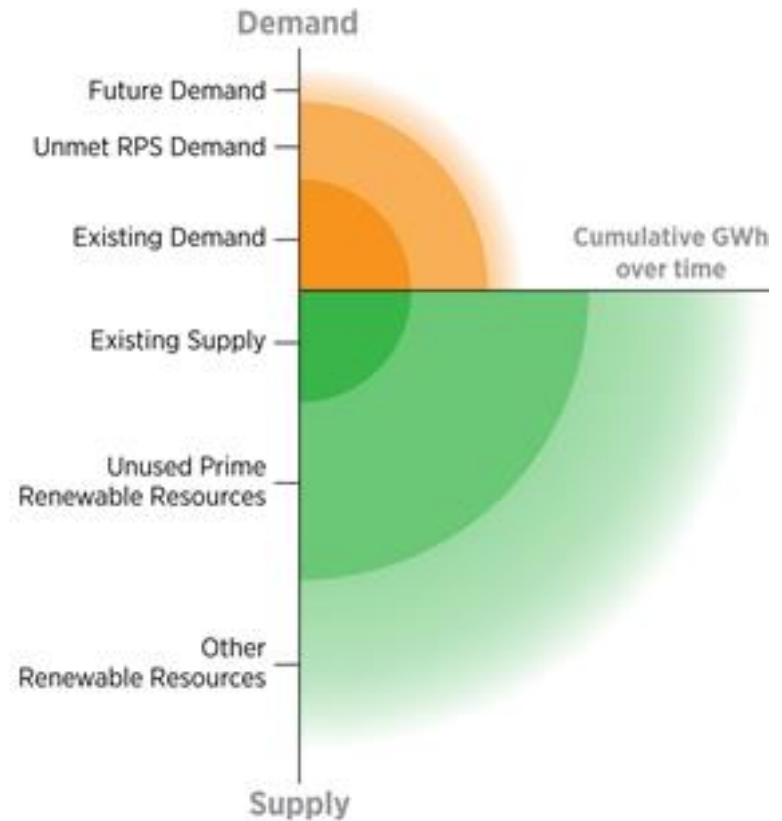 Demand
Future Demand
Unmet RPS Demand
Existing Demand
Cumulative GWh
over time
Existing Supply
Unused Prime
Renewable Resources
Other
Renewable Resources
Supply